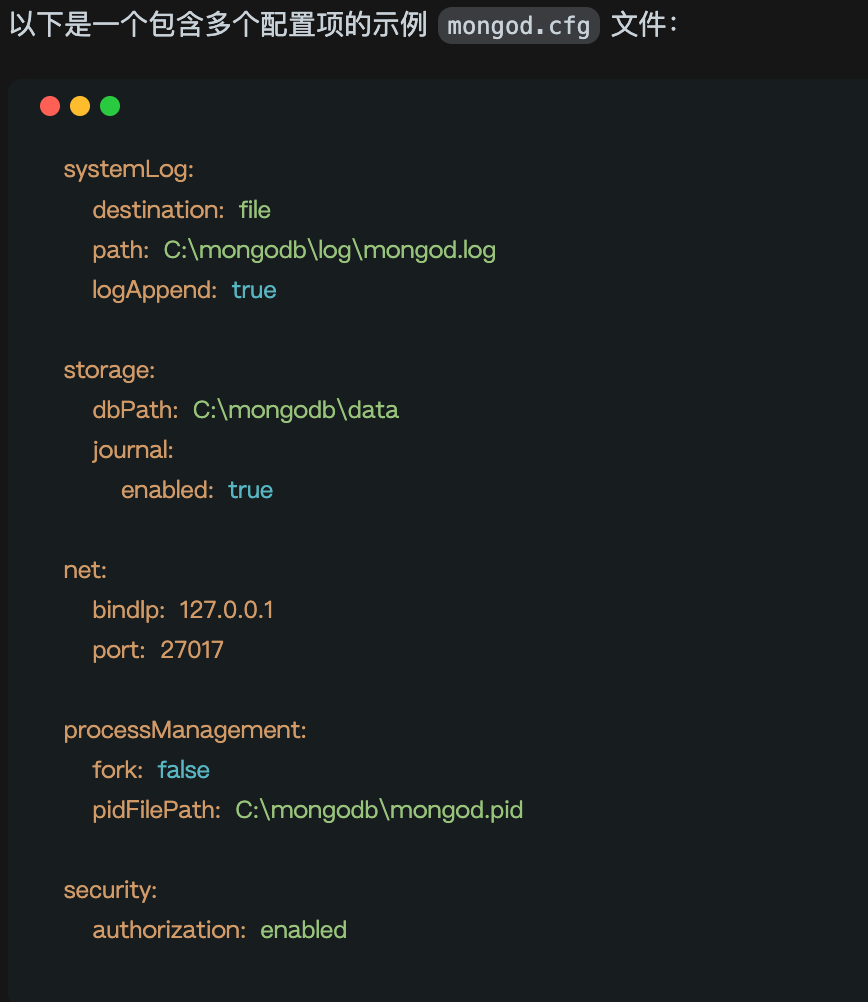 以下是一个包含多个配置项的示例 mongod.cfg 文件：
systemLog:
  destination: file
  path: C:\mongodb\log\mongod.log
  logAppend: true
storage:
  dbPath: C:\mongodb\data
  journal:
    enabled: true
net:
  bindIp: 127.0.0.1
  port: 27017
processManagement:
  fork: false
  pidFilePath: C:\mongodb\mongod.pid
security:
  authorization: enabled